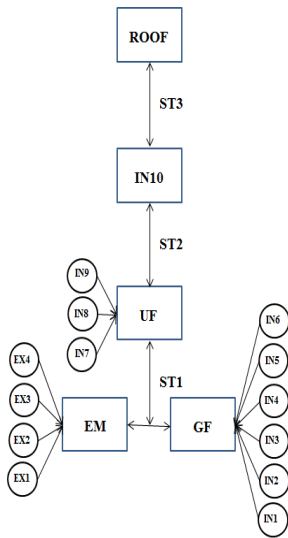 ROOF
ST3
IN10
ST2
IN9
IN8
IN7
UF
ST1
EX4
EX3
EX2
EX1
EM
GF
IN6
IN5
IN4
IN3
IN2
IN1